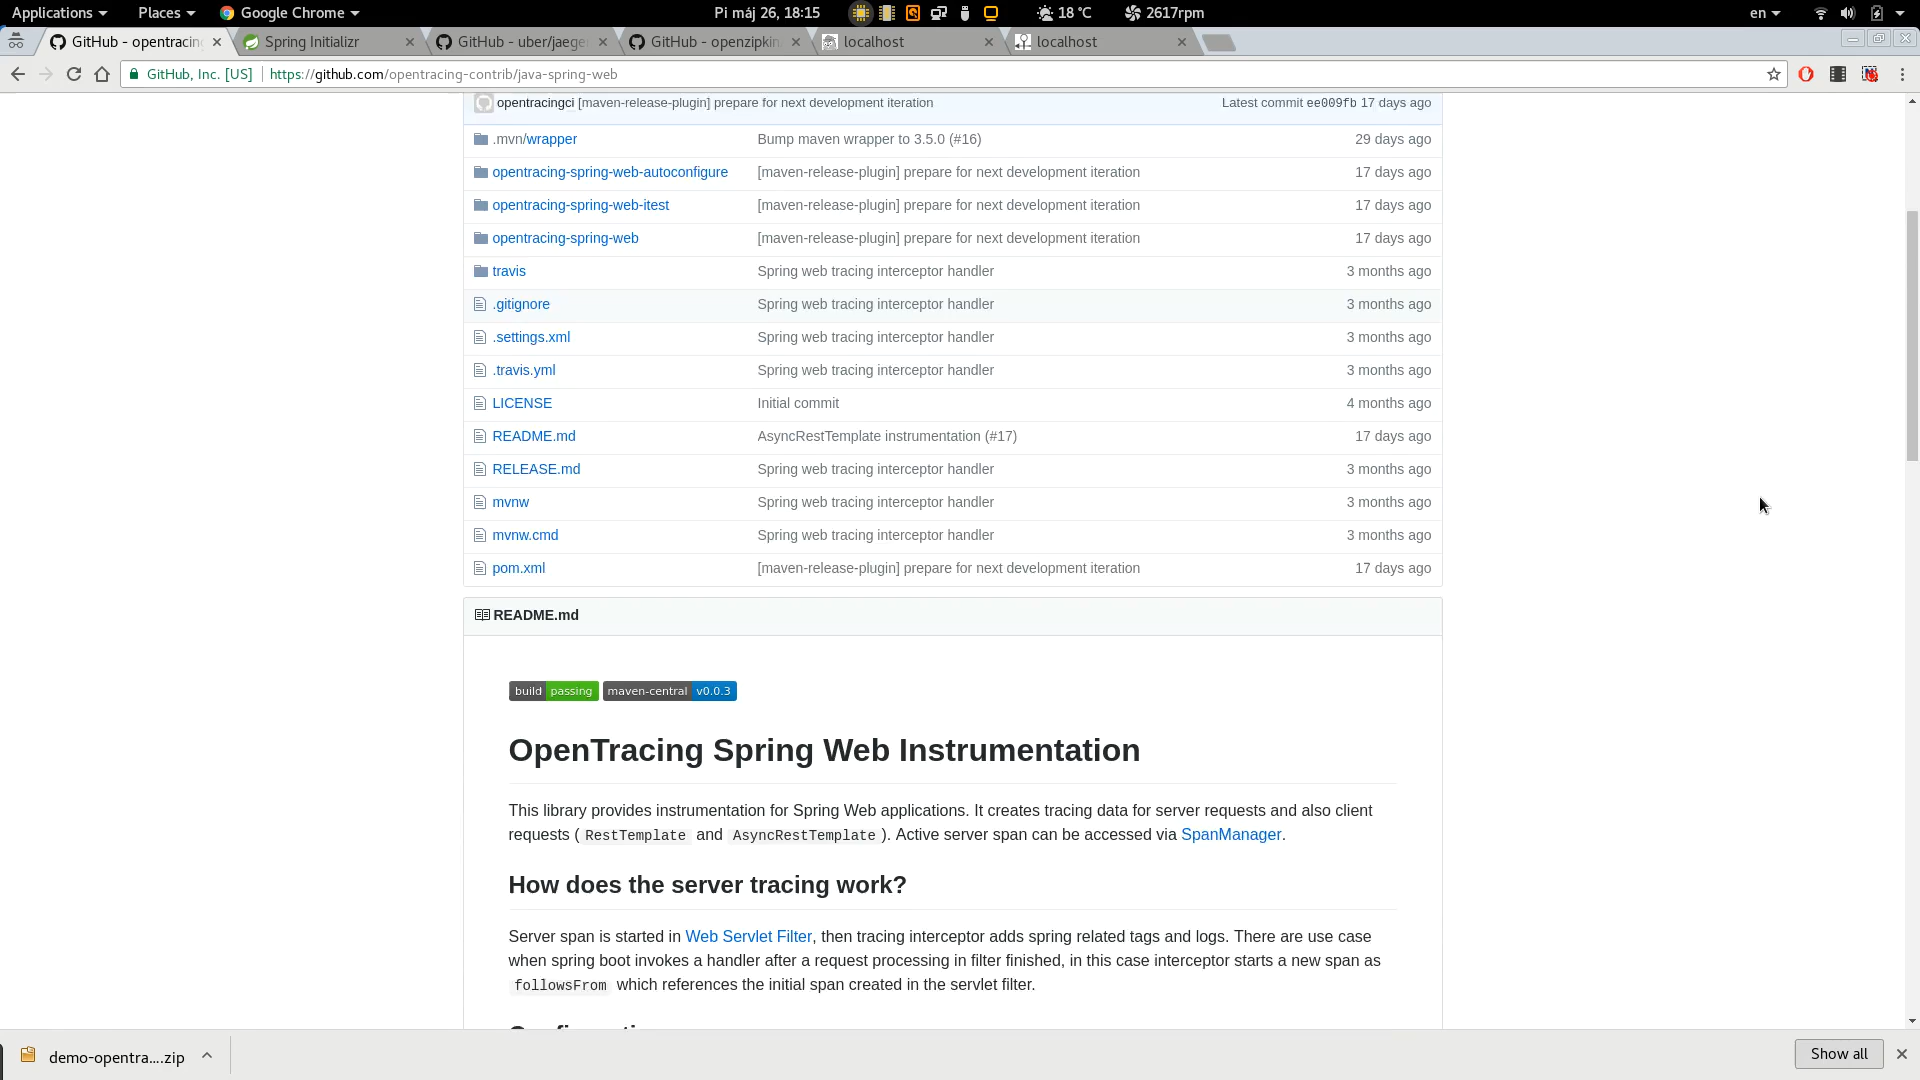 Applications Places Google Chrome Pi máj 26, 18:15 18 °C 2617rpm en
GitHub - opentracing Spring Initializr GitHub - uber/jaege GitHub - openzipkin localhost localhost
GitHub, Inc. [US] https://github.com/opentracing-contrib/java-spring-web
opentracingci [maven-release-plugin] prepare for next development iteration Latest commit ee009fb 17 days ago
.mvn/wrapper Bump maven wrapper to 3.5.0 (#16) 29 days ago
opentracing-spring-web-autoconfigure [maven-release-plugin] prepare for next development iteration 17 days ago
opentracing-spring-web-itest [maven-release-plugin] prepare for next development iteration 17 days ago
opentracing-spring-web [maven-release-plugin] prepare for next development iteration 17 days ago
travis Spring web tracing interceptor handler 3 months ago
.gitignore Spring web tracing interceptor handler 3 months ago
.settings.xml Spring web tracing interceptor handler 3 months ago
.travis.yml Spring web tracing interceptor handler 3 months ago
LICENSE Initial commit 4 months ago
README.md AsyncRestTemplate instrumentation (#17) 17 days ago
RELEASE.md Spring web tracing interceptor handler 3 months ago
mvnw Spring web tracing interceptor handler 3 months ago
mvnw.cmd Spring web tracing interceptor handler 3 months ago
pom.xml [maven-release-plugin] prepare for next development iteration 17 days ago
README.md
build passing maven-central v0.0.3
OpenTracing Spring Web Instrumentation
This library provides instrumentation for Spring Web applications. It creates tracing data for server requests and also client
requests ( RestTemplate and AsyncRestTemplate ). Active server span can be accessed via SpanManager.
How does the server tracing work?
Server span is started in Web Servlet Filter, then tracing interceptor adds spring related tags and logs. There are use case
when spring boot invokes a handler after a request processing in filter finished, in this case interceptor starts a new span as
followsFrom which references the initial span created in the servlet filter.
demo-opentra....zip Show all